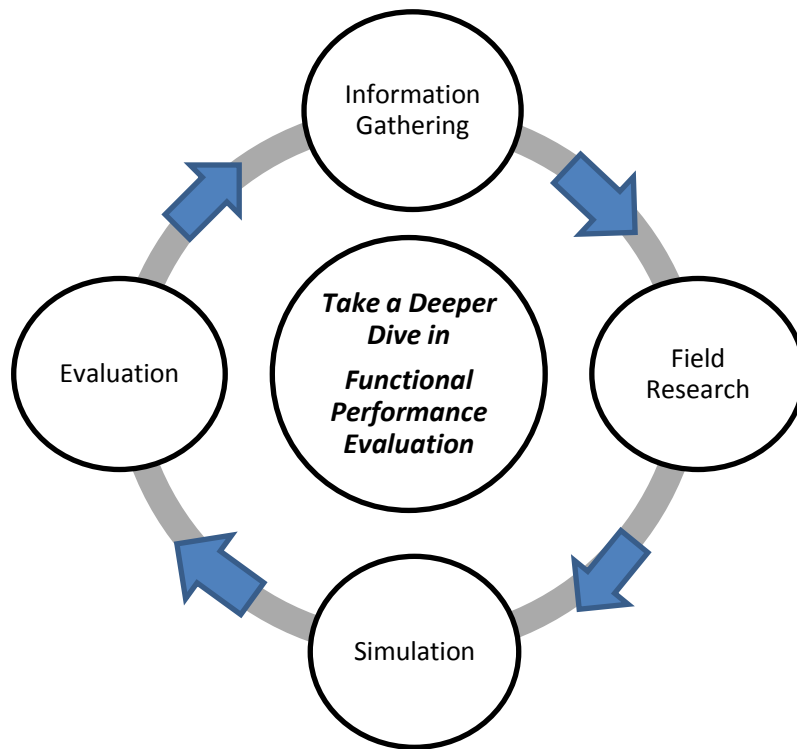 Information
Gathering
Take a Deeper
Dive in
Functional
Performance
Evaluation
Evaluation
Field
Research
Simulation